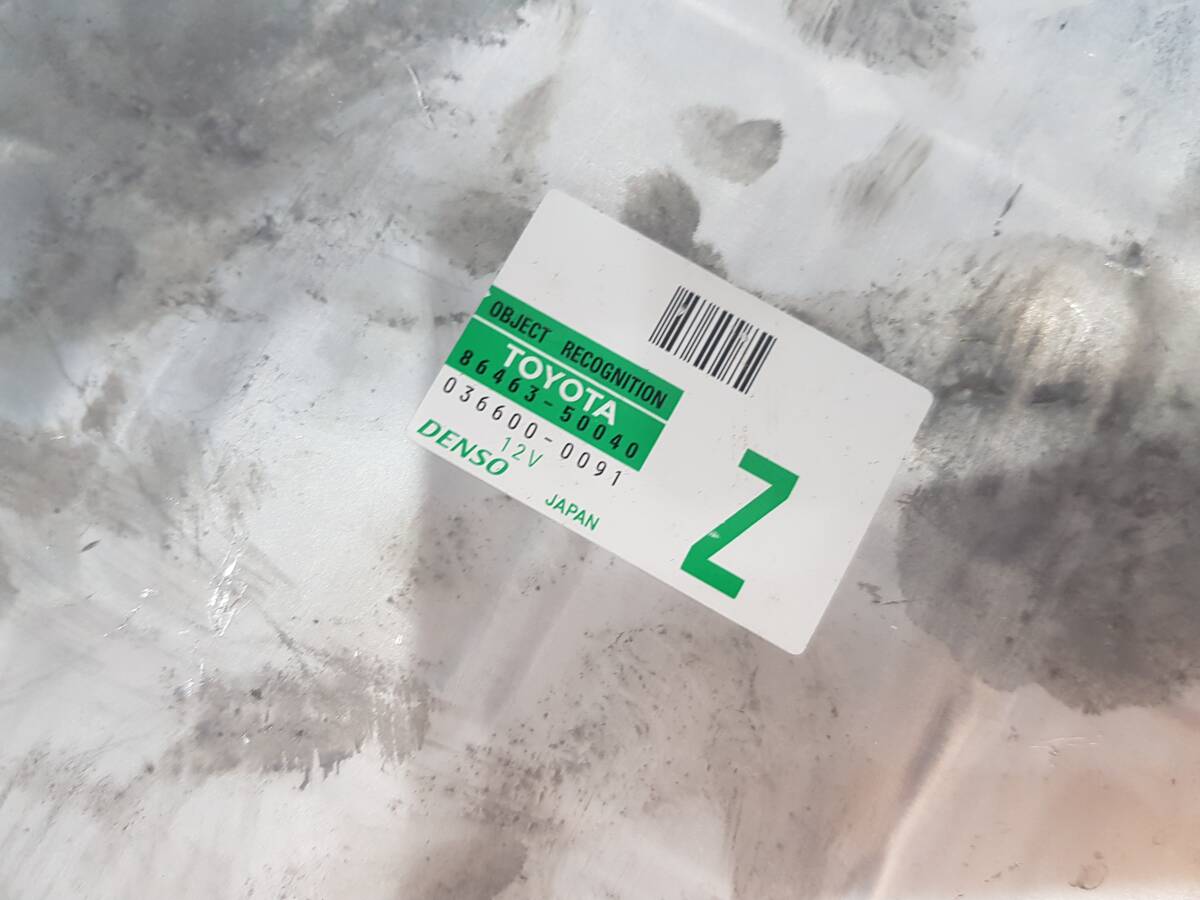 OBJECT RECOGNITION
TOYOTA
86463-50040
036600-0091
12V
DENSO
JAPAN
Z